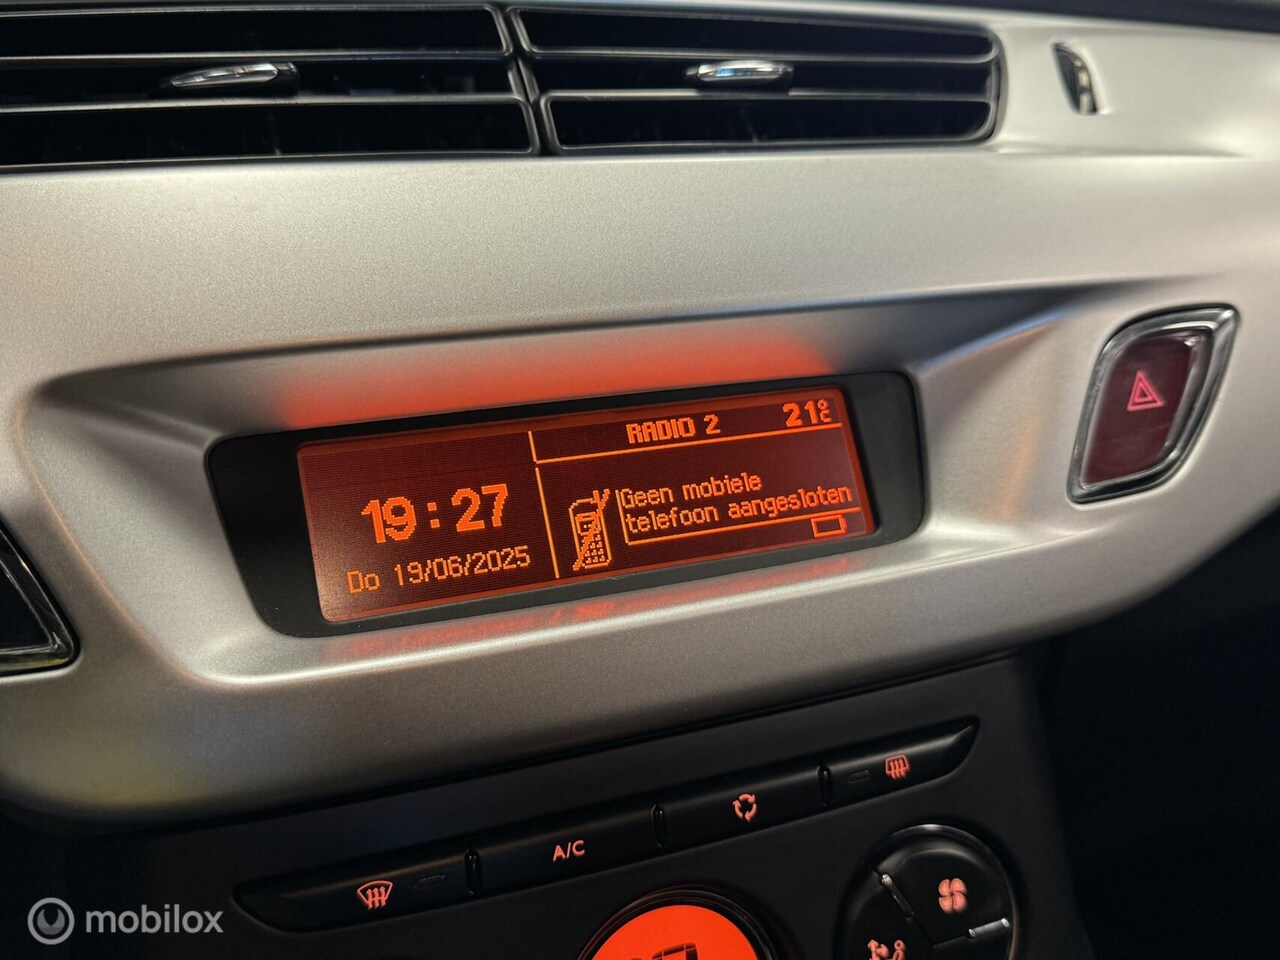 RADIO 2
21°C
19:27
Geen mobiele
telefoon aangesloten
Do 19/06/2025
A/C
mobilox